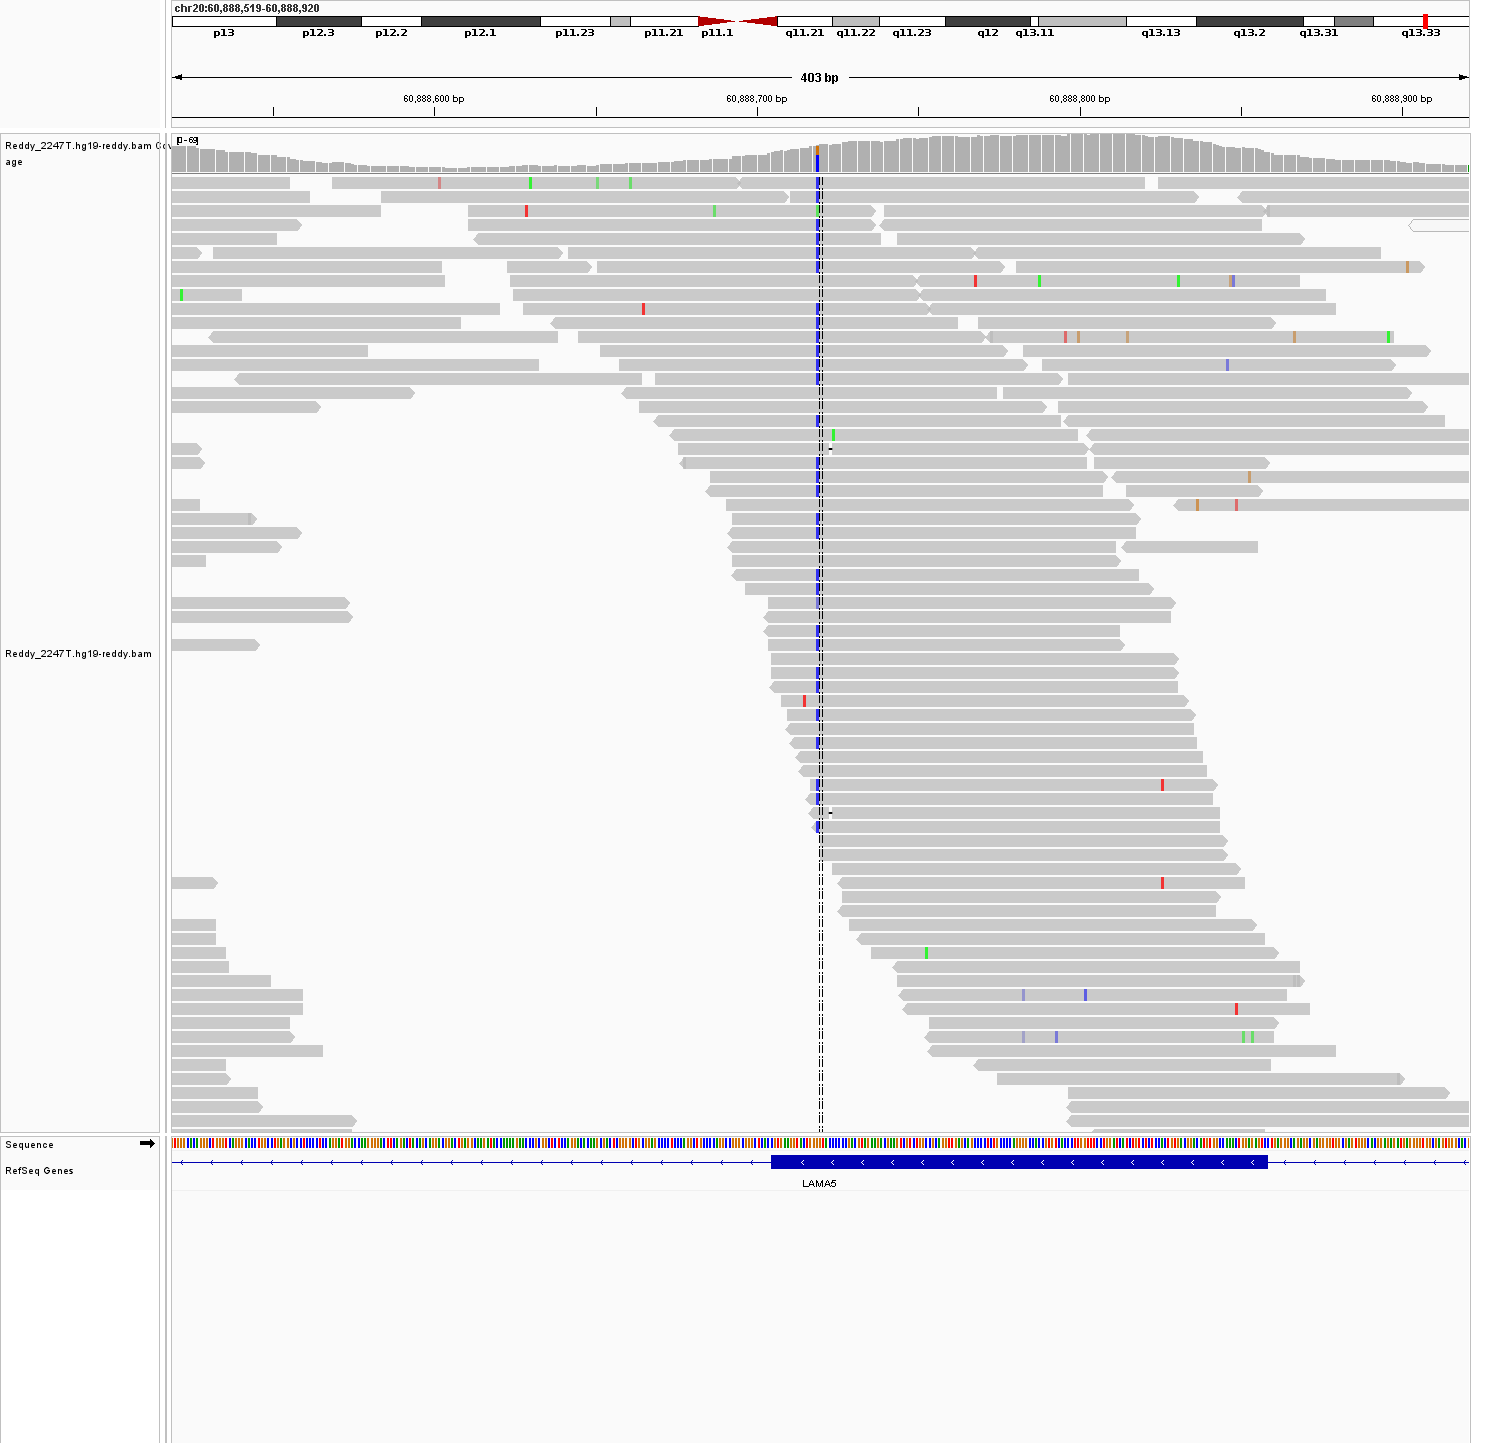 chr20:60,888,519-60,888,920
p13 p12.3 p12.2 p12.1 p11.23 p11.21 p11.1 q11.21 q11.22 q11.23 q12 q13.11 q13.13 q13.2 q13.31 q13.33
403 bp
60,888,600 bp 60,888,700 bp 60,888,800 bp 60,888,900 bp
[0-69]
Reddy_2247T.hg19-reddy.bam Cov
age
Reddy_2247T.hg19-reddy.bam
Sequence
RefSeq Genes
LAMA5